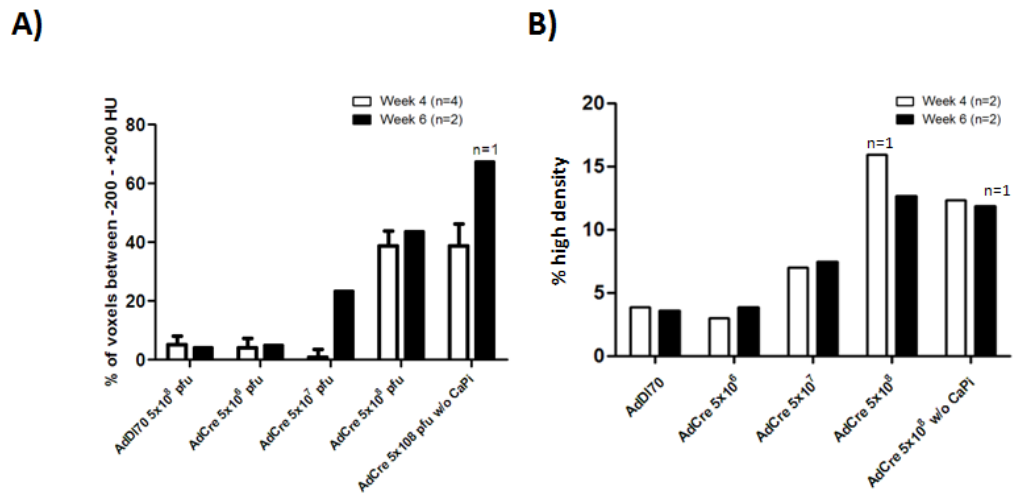 A)
% of voxels between -200 - +200 HU
Week 4 (n=4)
Week 6 (n=2)
80
60
40
20
0
n=1
AdDl70 5x10⁸ pfu
AdCre 5x10⁶ pfu
AdCre 5x10⁷ pfu
AdCre 5x10⁸ pfu
AdCre 5x108 pfu w/o CaPi
B)
% high density
Week 4 (n=2)
Week 6 (n=2)
20
15
10
5
0
n=1
n=1
AdDl70
AdCre 5x10⁶
AdCre 5x10⁷
AdCre 5x10⁸
AdCre 5x10⁸ w/o CaPi